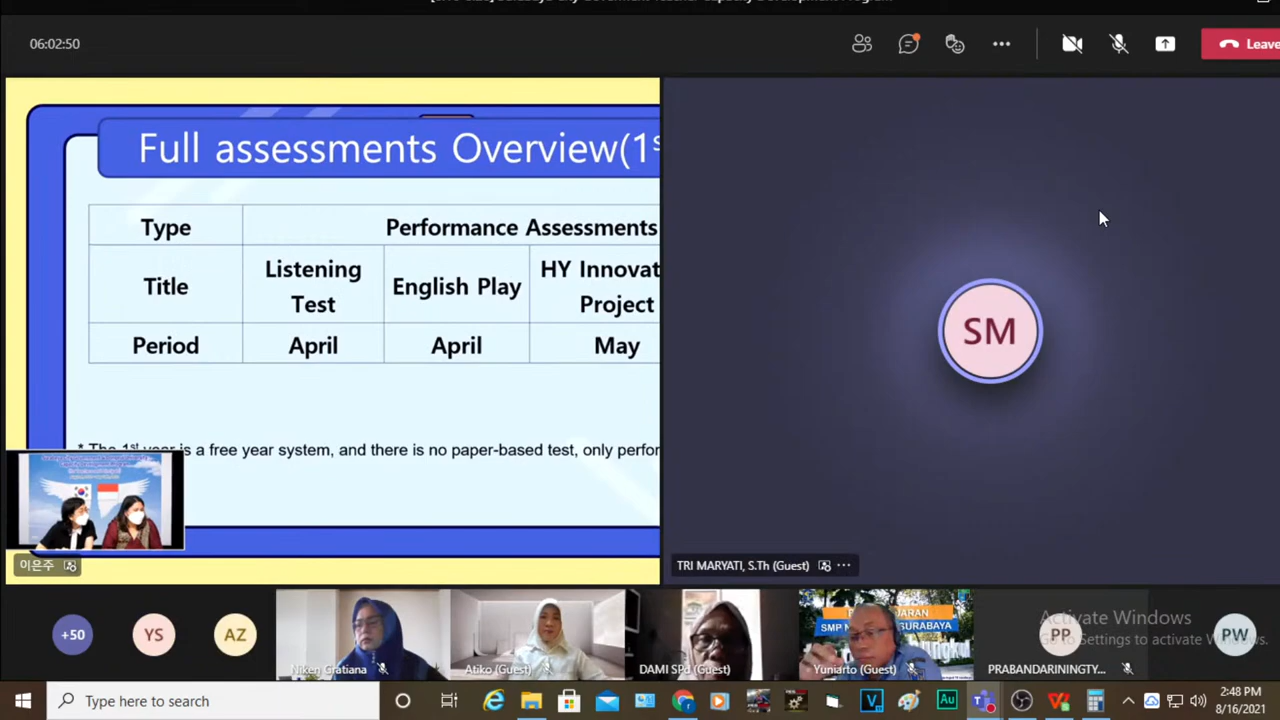 06:02:50
Leave
Full assessments Overview(1s
Type
Performance Assessments
Title
Listening
Test
English Play
HY Innovat
Project
Period
April
April
May
* The 1st year is a free year system, and there is no paper-based test, only perfor
이은주
SM
TRI MARYATI, S.Th (Guest)
+50
YS
AZ
Niken Gratiana
Atiko (Guest)
DAMI SPd (Guest)
SURABAYA
Yuniarto (Guest)
PP
PRABANDARININGTY...
PW
Activate Windows
Go to Settings to activate Windows.
Type here to search
Au
2:48 PM
8/16/2021